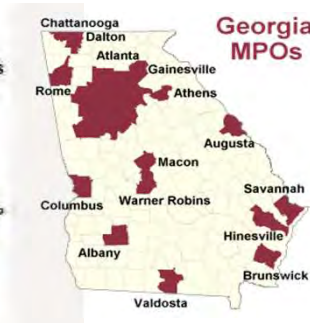 Georgia
MPOs
Chattanooga
Dalton
Atlanta
Gainesville
Rome
Athens
Augusta
Macon
Savannah
Columbus
Warner Robins
Hinesville
Albany
Brunswick
Valdosta